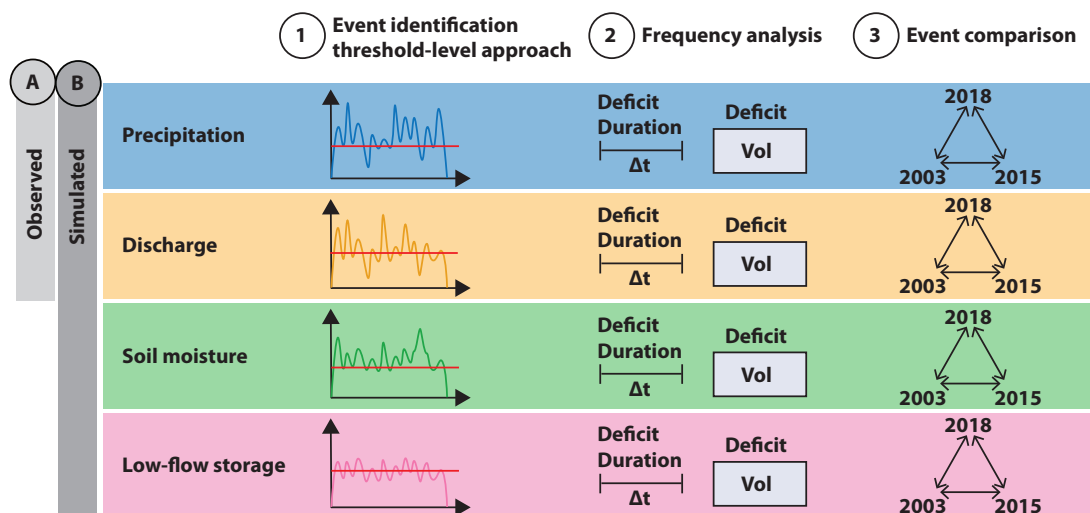 1
Event identification
threshold-level approach
2
Frequency analysis
3
Event comparison
A
B
Observed
Simulated
Precipitation
Deficit
Duration
Δt
Deficit
Vol
2018
2003
2015
Discharge
Deficit
Duration
Δt
Deficit
Vol
2018
2003
2015
Soil moisture
Deficit
Duration
Δt
Deficit
Vol
2018
2003
2015
Low-flow storage
Deficit
Duration
Δt
Deficit
Vol
2018
2003
2015